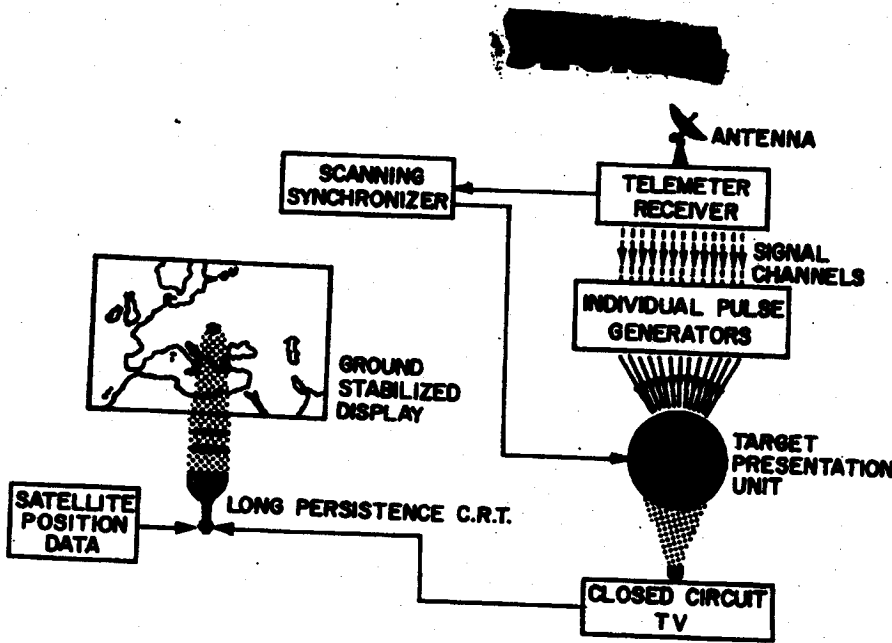 ANTENNA
SCANNING
SYNCHRONIZER
TELEMETER
RECEIVER
SIGNAL
CHANNELS
INDIVIDUAL PULSE
GENERATORS
GROUND
STABILIZED
DISPLAY
TARGET
PRESENTATION
UNIT
SATELLITE
POSITION
DATA
LONG PERSISTENCE C.R.T.
CLOSED CIRCUIT
TV